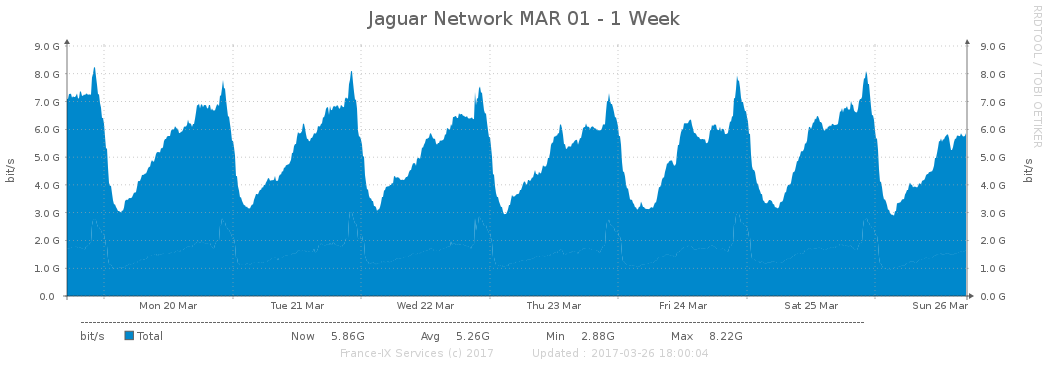 Jaguar Network MAR 01 - 1 Week
RRDTOOL / TOBI OETIKER
9.0 G 9.0 G
8.0 G 8.0 G
7.0 G 7.0 G
6.0 G 6.0 G
5.0 G 5.0 G
4.0 G 4.0 G
3.0 G 3.0 G
2.0 G 2.0 G
1.0 G 1.0 G
0.0 0.0 G
bit/s
bit/s
Mon 20 Mar Tue 21 Mar Wed 22 Mar Thu 23 Mar Fri 24 Mar Sat 25 Mar Sun 26 Mar
bit/s Total Now 5.86G Avg 5.26G Min 2.88G Max 8.22G
France-IX Services (c) 2017 Updated : 2017-03-26 18:00:04